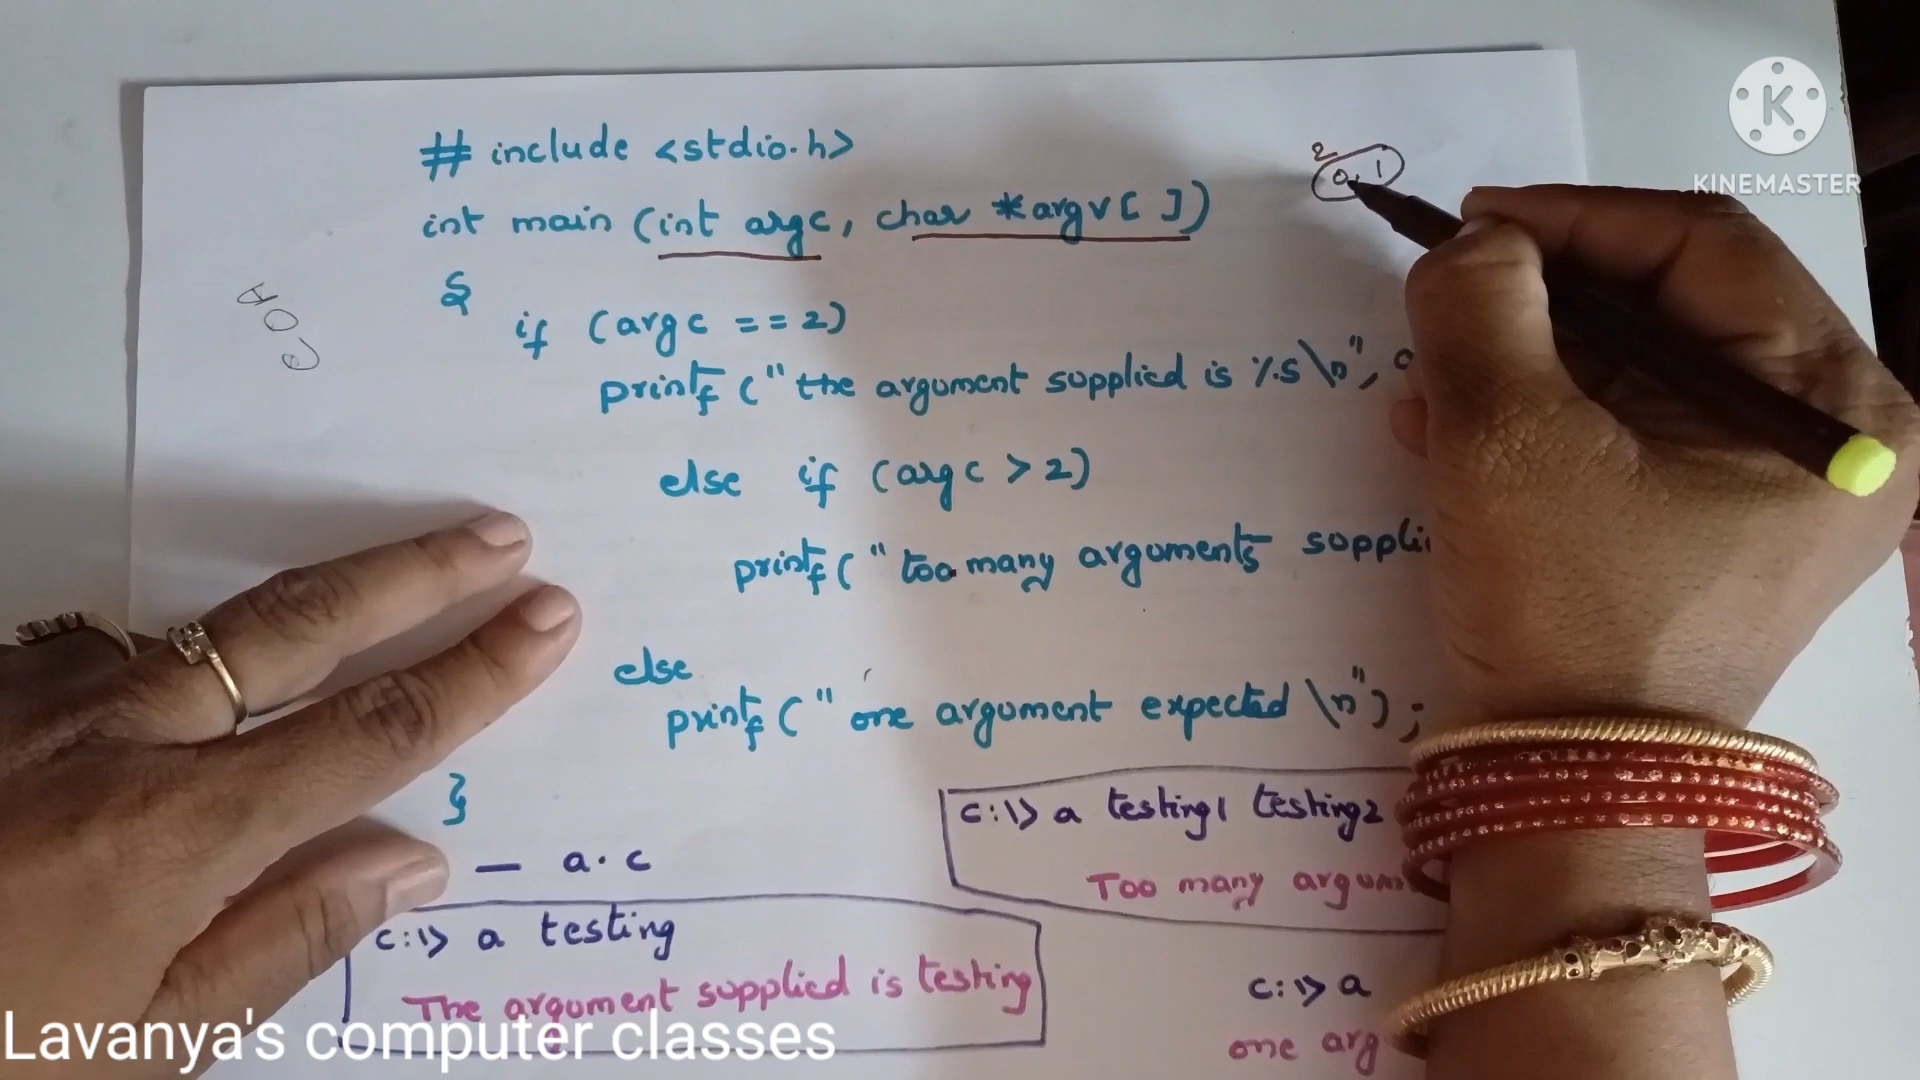 # include <stdio.h>
int main (int argc, char *argv[ ])
{
if (argc == 2)
printf ("the argument supplied is %s \n",
else if (argc > 2)
printf (" too many arguments
else
printf (" one argument expected \n");
}
— a.c
c:\> a testing
The argument supplied is testing
c:\> a testing1 testing2
Too many
c:\> a
one
2
0, 1
KINEMASTER
Lavanya's computer classes